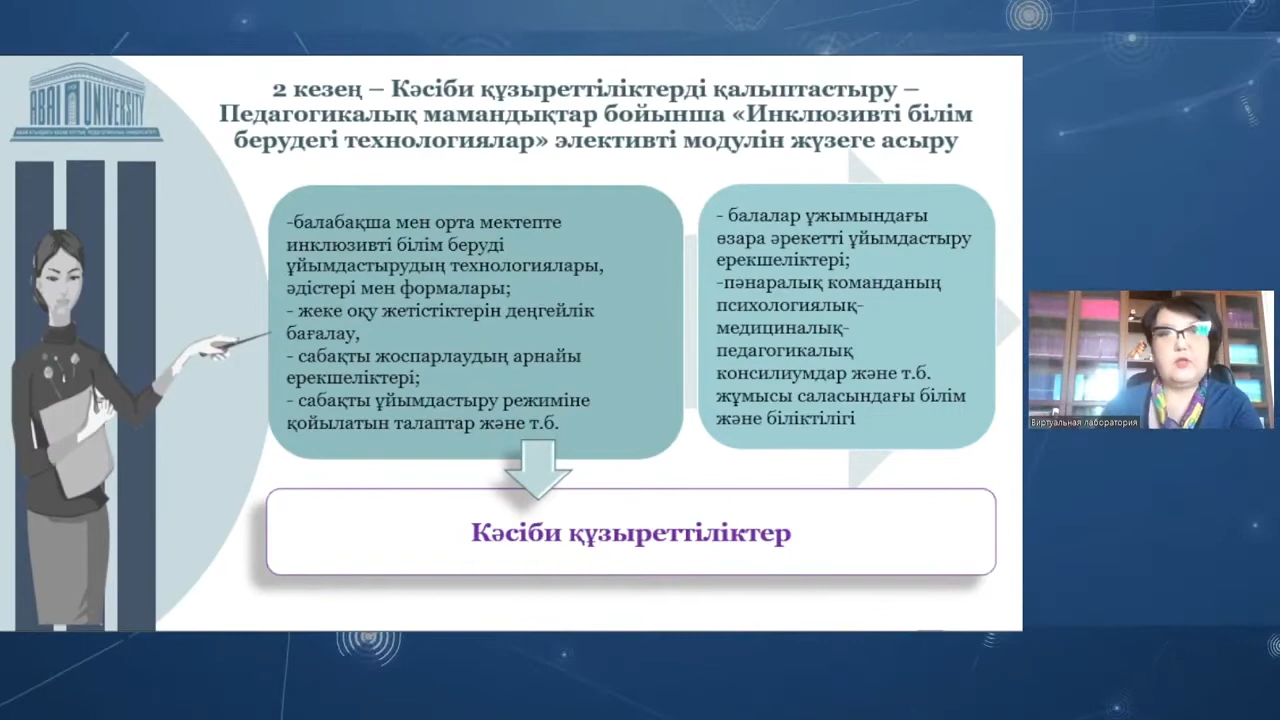 ABAI UNIVERSITY
2 кезең – Кәсіби құзыреттіліктерді қалыптастыру –
Педагогикалық мамандықтар бойынша «Инклюзивті білім
берудегі технологиялар» элективті модулін жүзеге асыру
-балабақша мен орта мектепте
инклюзивті білім беруді
ұйымдастырудың технологиялары,
әдістері мен формалары;
- жеке оқу жетістіктерін деңгейлік
бағалау,
- сабақты жоспарлаудың арнайы
ерекшеліктері;
- сабақты ұйымдастыру режиміне
қойылатын талаптар және т.б.
- балалар ұжымындағы
өзара әрекетті ұйымдастыру
ерекшеліктері;
-пәнаралық команданың
психологиялық-
медициналық-
педагогикалық
консилиумдар және т.б.
жұмысы саласындағы білім
және біліктілігі
Кәсіби құзыреттіліктер
Виртуальная лаборатория